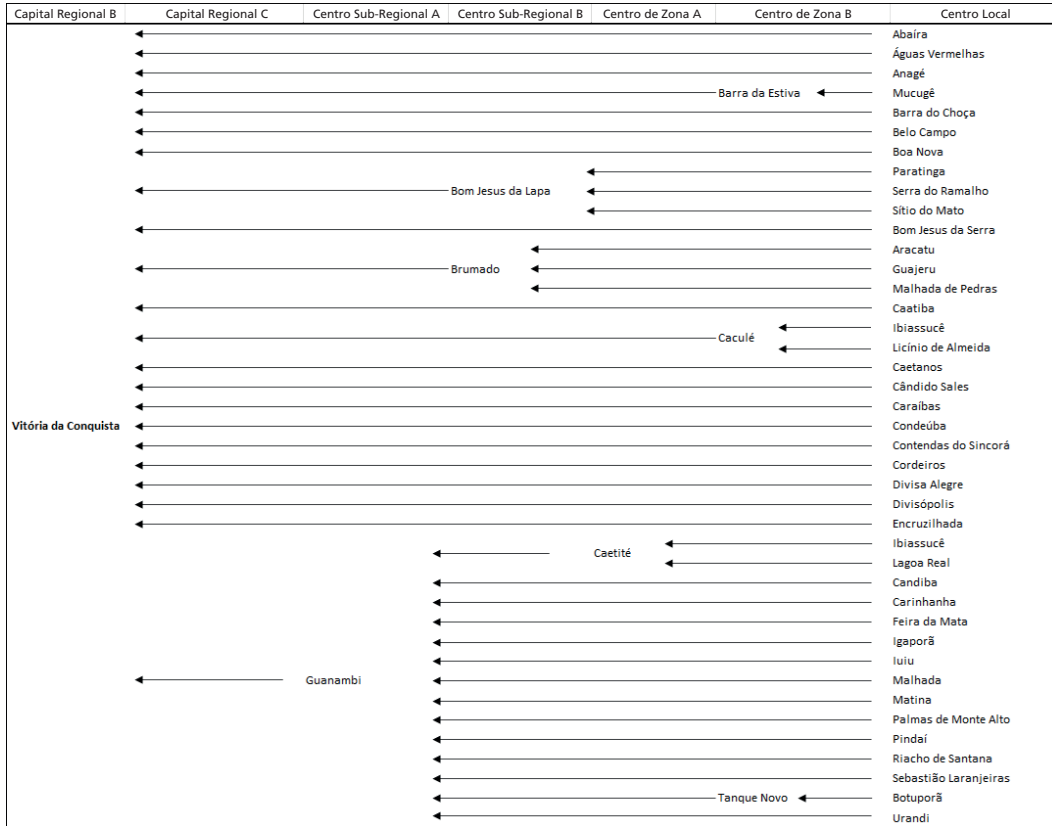 Capital Regional B Capital Regional C Centro Sub-Regional A Centro Sub-Regional B Centro de Zona A Centro de Zona B Centro Local
Abaíra
Águas Vermelhas
Anagé
Barra da Estiva Mucugê
Barra do Choça
Belo Campo
Boa Nova
Paratinga
Bom Jesus da Lapa Serra do Ramalho
Sítio do Mato
Bom Jesus da Serra
Aracatu
Brumado Guajeru
Malhada de Pedras
Caatiba
Ibiassucê
Caculé
Licínio de Almeida
Caetanos
Cândido Sales
Caraíbas
Vitória da Conquista Condeúba
Contendas do Sincorá
Cordeiros
Divisa Alegre
Divisópolis
Encruzilhada
Ibiassucê
Caetité
Lagoa Real
Candiba
Carinhanha
Feira da Mata
Igaporã
Iuiu
Guanambi Malhada
Matina
Palmas de Monte Alto
Pindaí
Riacho de Santana
Sebastião Laranjeiras
Tanque Novo Botuporã
Urandi